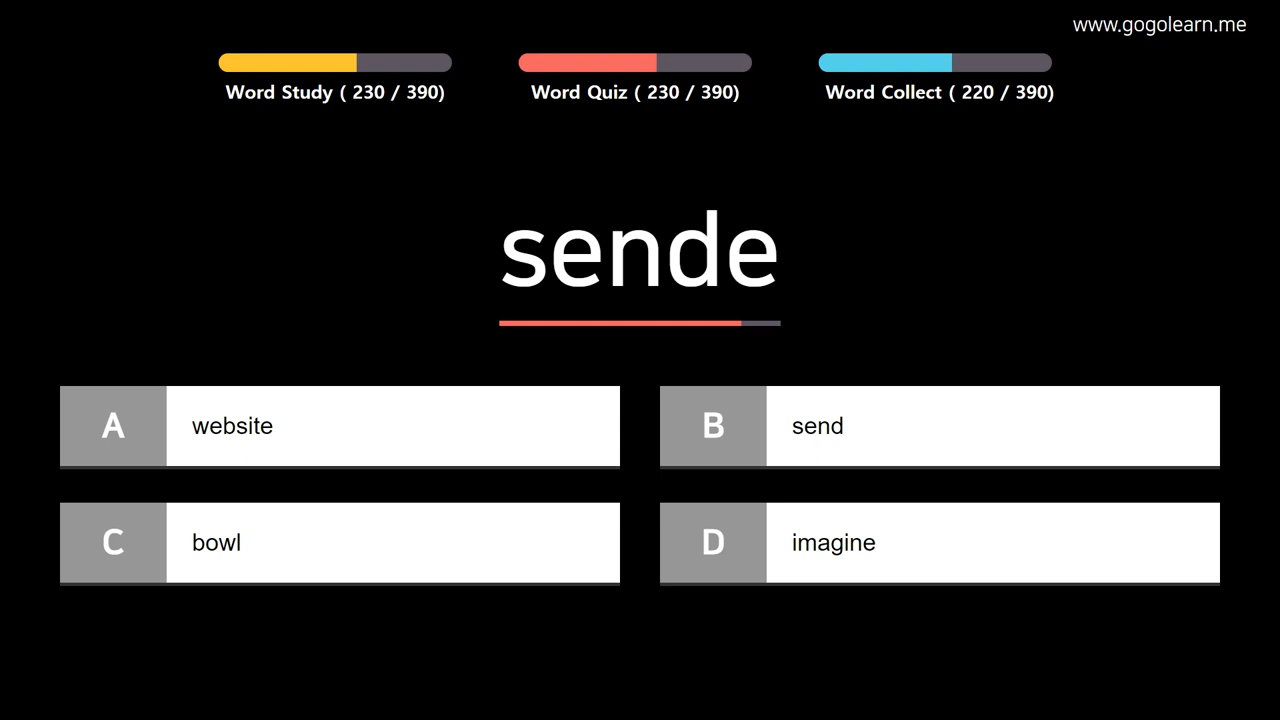 www.gogolearn.me
Word Study ( 230 / 390)
Word Quiz ( 230 / 390)
Word Collect ( 220 / 390)
sende
A website
B send
C bowl
D imagine